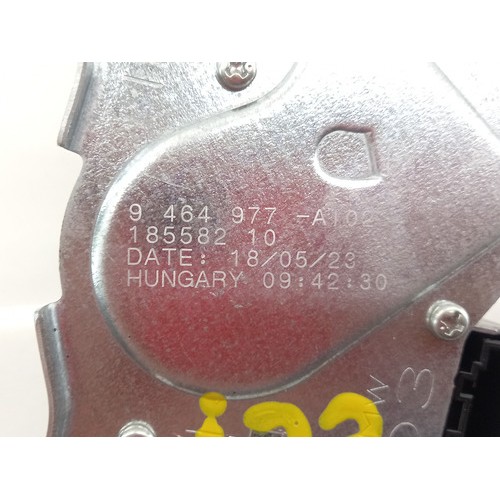 9 464 977 -A102
185582 10
DATE: 18/05/23
HUNGARY 09:42:30
W